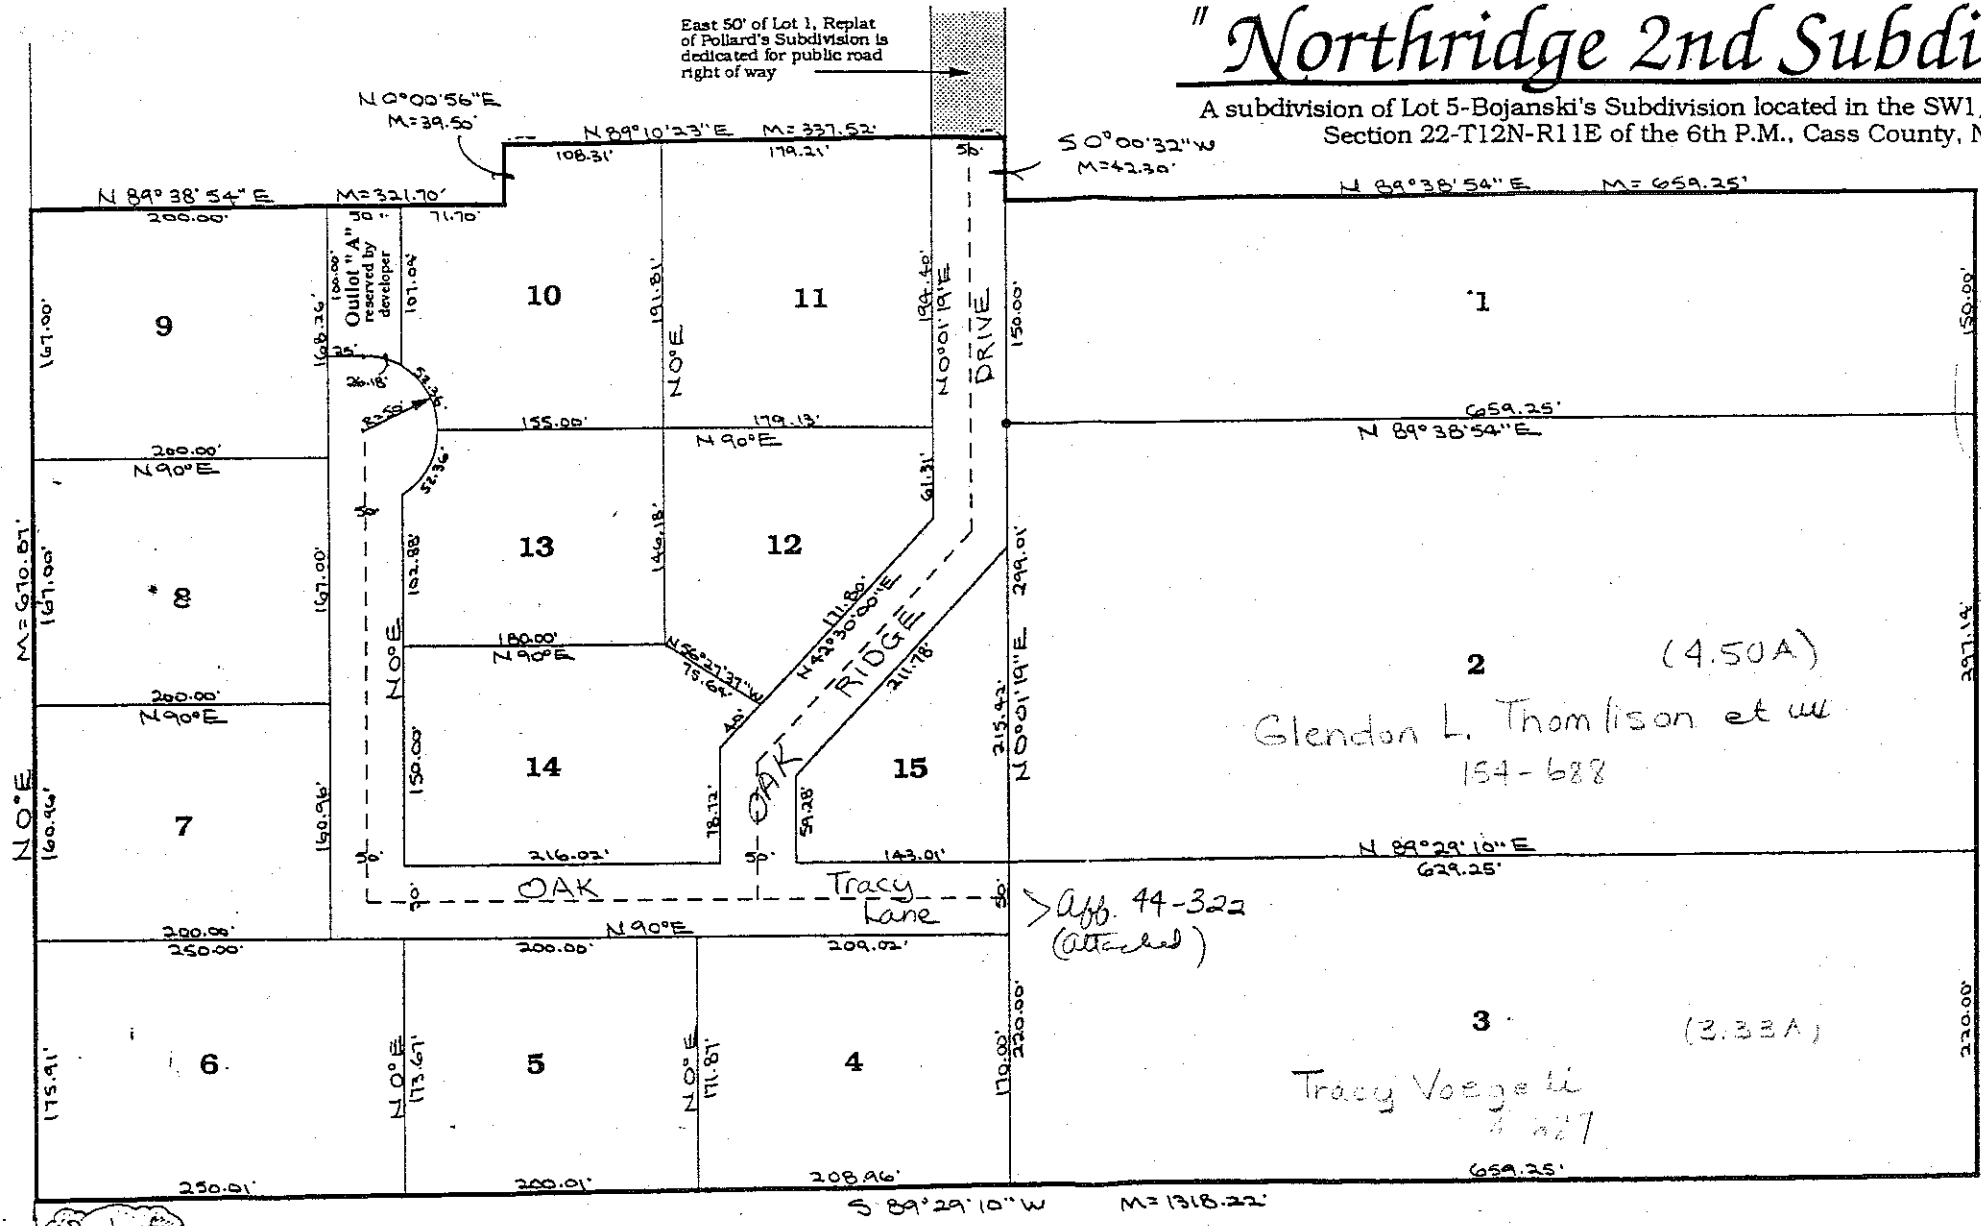 East 50' of Lot 1, Replat
of Pollard's Subdivision is
dedicated for public road
right of way
" Northridge 2nd Subdi
A subdivision of Lot 5-Bojanski's Subdivision located in the SW1
Section 22-T12N-R11E of the 6th P.M., Cass County, N
N 0°00'56"E
M=39.50'
N 89°10'23"E M=337.52'
108.31' 179.21' 50'
S 0°00'32"W
M=42.30'
N 89°38'54"E M=321.70'
200.00' 50' 71.70'
N 89°38'54"E M=659.25'
Outlot "A"
reserved by
developer
100.00'
107.04'
168.26'
167.00'
9
10
191.81'
N 0°E
11
194.40'
N 0°01'19"E
DRIVE
150.00'
1
150.00'
25'
26.18'
52.36'
R=50'
155.00'
179.13'
N 90°E
659.25'
N 89°38'54"E
200.00'
N 90°E
52.36'
50'
61.31'
M=670.87'
N 0°E
167.00'
8
167.00'
102.88'
N 0°E
13
146.18'
12
171.80'
N 42°30'00"E
RIDGE
211.78'
299.01'
N 0°01'19"E
215.42'
297.14'
180.00'
N 90°E
N 56°27'37"W
75.64'
40'
2
(4.50A)
Glendon L. Thomlison et ux
154-688
200.00'
N 90°E
160.96'
7
160.96'
150.00'
14
78.72'
OAK
59.28'
15
50'
216.02'
50'
143.01'
N 89°29'10"E
629.25'
OAK
Tracy
Lane
50'
N 90°E
>Aff. 44-322
(attached)
200.00'
250.00' 200.00' 209.02'
175.91'
6
N 0°E
173.67'
5
N 0°E
171.87'
4
170.00'
220.00'
3
(3.33A)
220.00'
Tracy Voegeli
250.01' 200.01' 208.96' 659.25'
S 89°29'10"W M=1318.22'